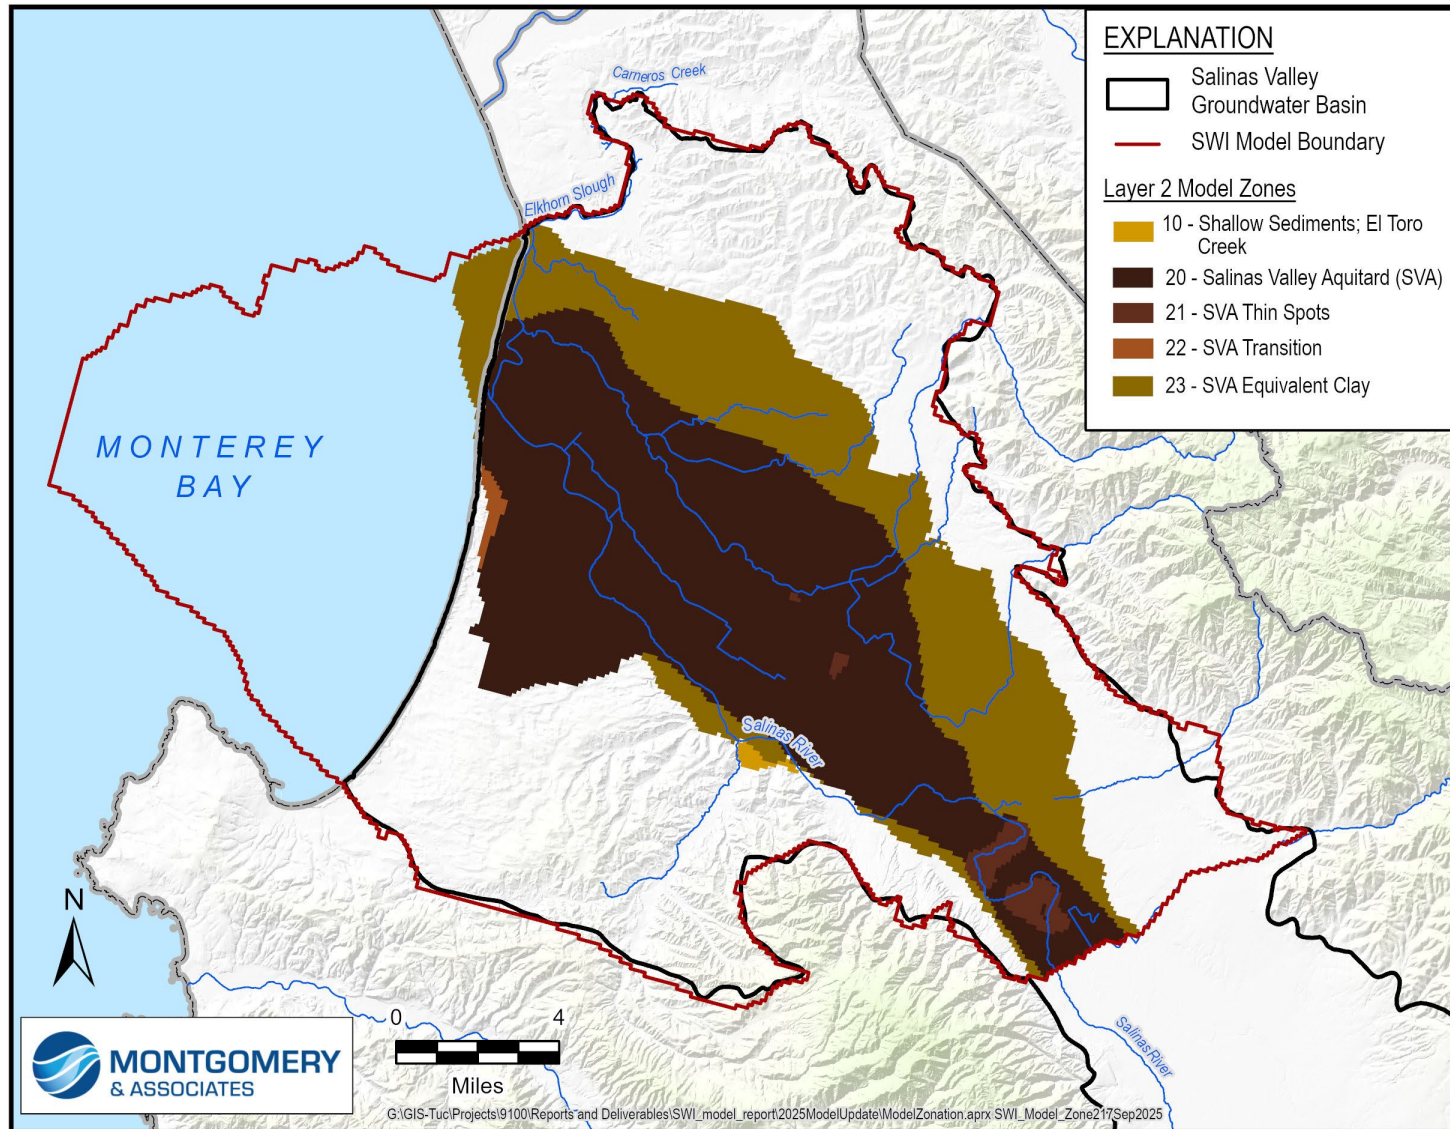 EXPLANATION
Salinas Valley
Groundwater Basin
SWI Model Boundary
Layer 2 Model Zones
10 - Shallow Sediments; El Toro
Creek
20 - Salinas Valley Aquitard (SVA)
21 - SVA Thin Spots
22 - SVA Transition
23 - SVA Equivalent Clay
Carneros Creek
Elkhorn Slough
MONTEREY
BAY
Salinas River
N
0 4
Miles
Salinas River
MONTGOMERY
& ASSOCIATES
G:\GIS-Tuc\Projects\9100\Reports and Deliverables\SWI_model_report\2025ModelUpdate\ModelZonation.aprx SWI_Model_Zone217Sep2025